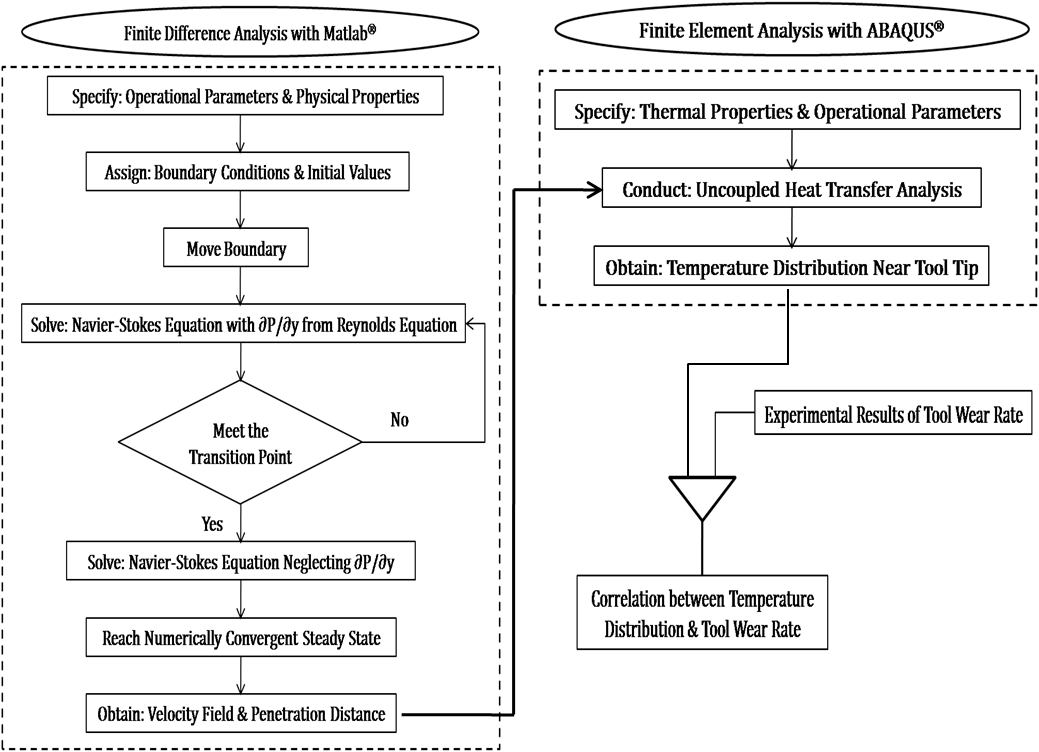 Finite Difference Analysis with Matlab®
Specify: Operational Parameters & Physical Properties
Assign: Boundary Conditions & Initial Values
Move Boundary
Solve: Navier-Stokes Equation with ∂P/∂y from Reynolds Equation
Meet the
Transition Point
No
Yes
Solve: Navier-Stokes Equation Neglecting ∂P/∂y
Reach Numerically Convergent Steady State
Obtain: Velocity Field & Penetration Distance
Finite Element Analysis with ABAQUS®
Specify: Thermal Properties & Operational Parameters
Conduct: Uncoupled Heat Transfer Analysis
Obtain: Temperature Distribution Near Tool Tip
Experimental Results of Tool Wear Rate
Correlation between Temperature
Distribution & Tool Wear Rate